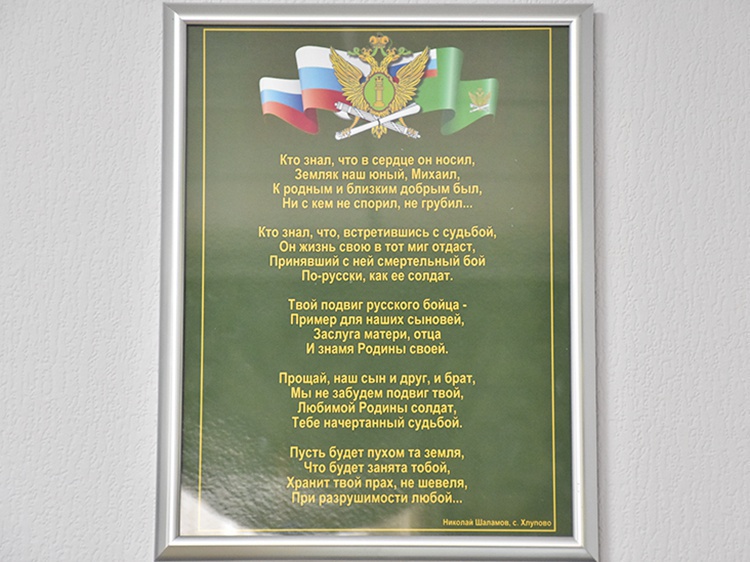 Кто знал, что в сердце он носил,
Земляк наш юный, Михаил,
К родным и близким добрым был,
Ни с кем не спорил, не грубил...
Кто знал, что, встретившись с судьбой,
Он жизнь свою в тот миг отдаст,
Принявший с ней смертельный бой
По-русски, как ее солдат.
Твой подвиг русского бойца -
Пример для наших сыновей,
Заслуга матери, отца
И знамя Родины своей.
Прощай, наш сын и друг, и брат,
Мы не забудем подвиг твой,
Любимой Родины солдат,
Тебе начертанный судьбой.
Пусть будет пухом та земля,
Что будет занята тобой,
Хранит твой прах, не шевеля,
При разрушимости любой...
Николай Шаламов, с. Хлупово